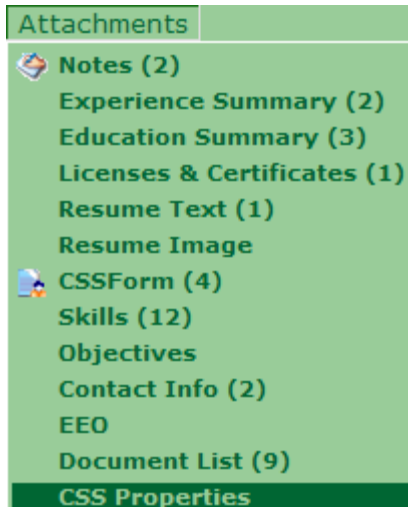 Attachments
Notes (2)
Experience Summary (2)
Education Summary (3)
Licenses & Certificates (1)
Resume Text (1)
Resume Image
CSSForm (4)
Skills (12)
Objectives
Contact Info (2)
EEO
Document List (9)
CSS Properties